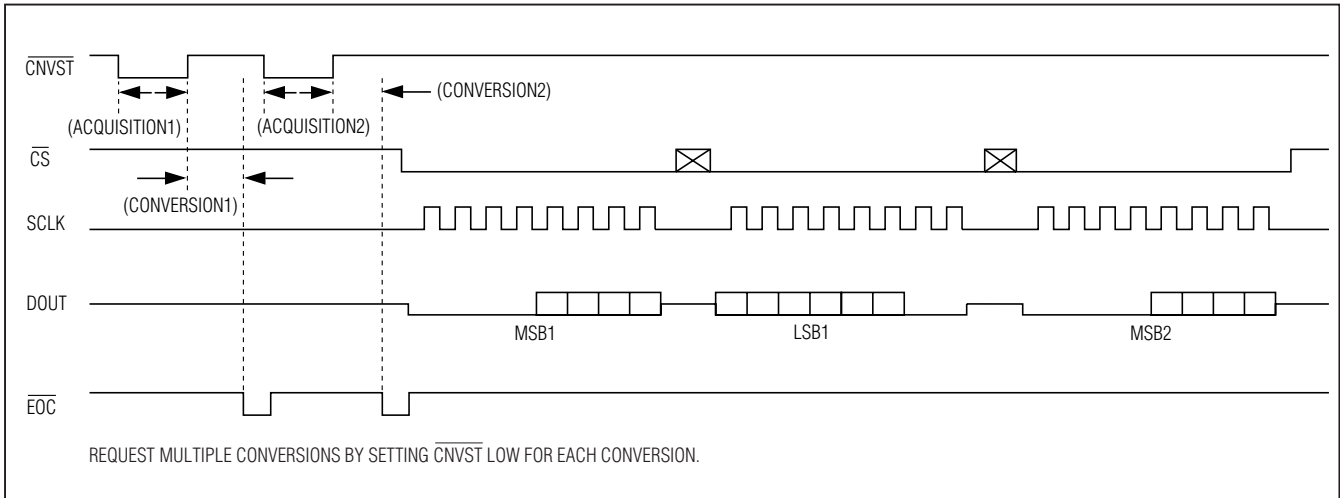 CNVST
(CONVERSION2)
(ACQUISITION1)
(ACQUISITION2)
CS
(CONVERSION1)
SCLK
DOUT
MSB1
LSB1
MSB2
EOC
REQUEST MULTIPLE CONVERSIONS BY SETTING CNVST LOW FOR EACH CONVERSION.